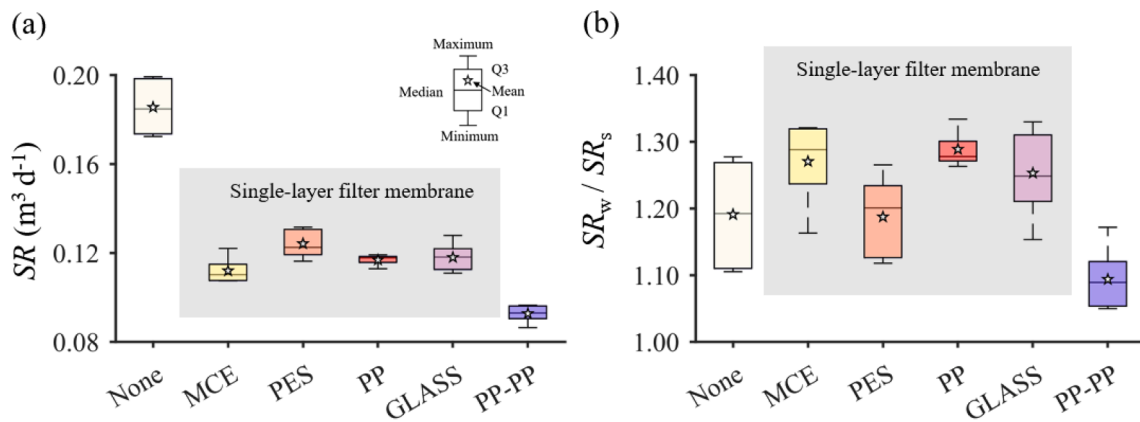 (a)
SR (m³ d⁻¹)
0.20
0.16
0.12
0.08
Maximum
Q3
Median
Mean
Q1
Minimum
Single-layer filter membrane
None
MCE
PES
PP
GLASS
PP-PP
(b)
SRw / SRs
1.40
1.30
1.20
1.10
1.00
Single-layer filter membrane
None
MCE
PES
PP
GLASS
PP-PP